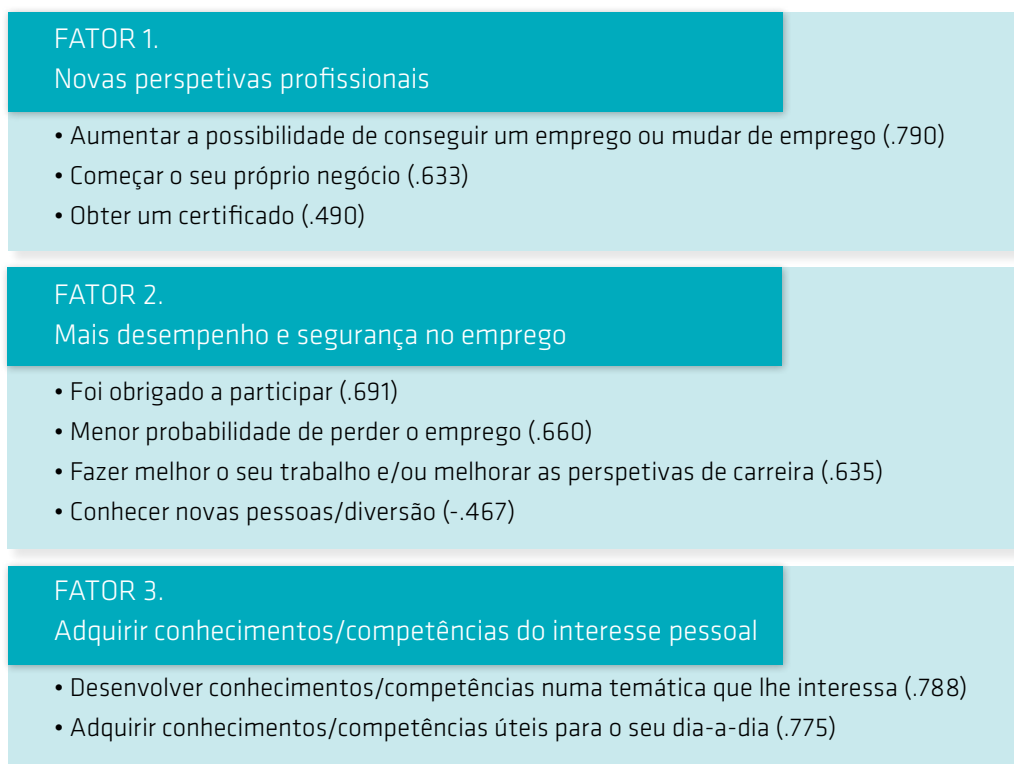 FATOR 1.
Novas perspetivas profissionais
• Aumentar a possibilidade de conseguir um emprego ou mudar de emprego (.790)
• Começar o seu próprio negócio (.633)
• Obter um certificado (.490)
FATOR 2.
Mais desempenho e segurança no emprego
• Foi obrigado a participar (.691)
• Menor probabilidade de perder o emprego (.660)
• Fazer melhor o seu trabalho e/ou melhorar as perspetivas de carreira (.635)
• Conhecer novas pessoas/diversão (-.467)
FATOR 3.
Adquirir conhecimentos/competências do interesse pessoal
• Desenvolver conhecimentos/competências numa temática que lhe interessa (.788)
• Adquirir conhecimentos/competências úteis para o seu dia-a-dia (.775)